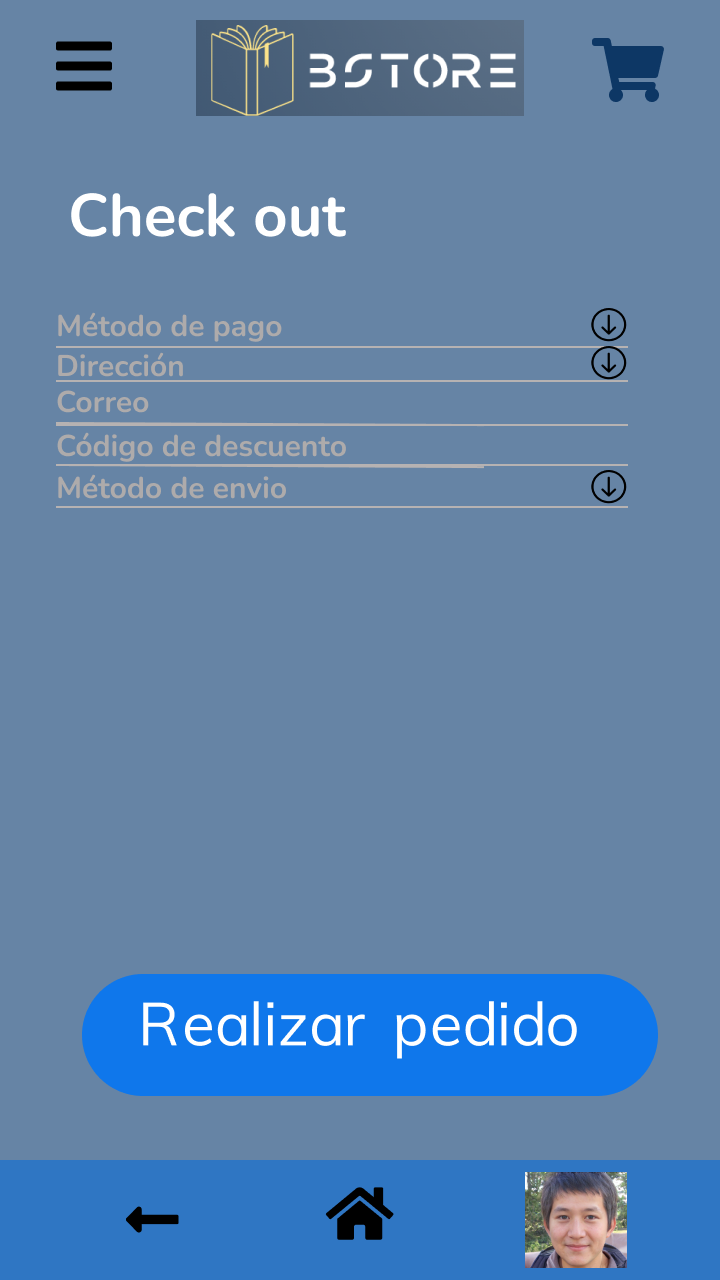 BSTORE
Check out
Método de pago
Dirección
Correo
Código de descuento
Método de envio
Realizar pedido